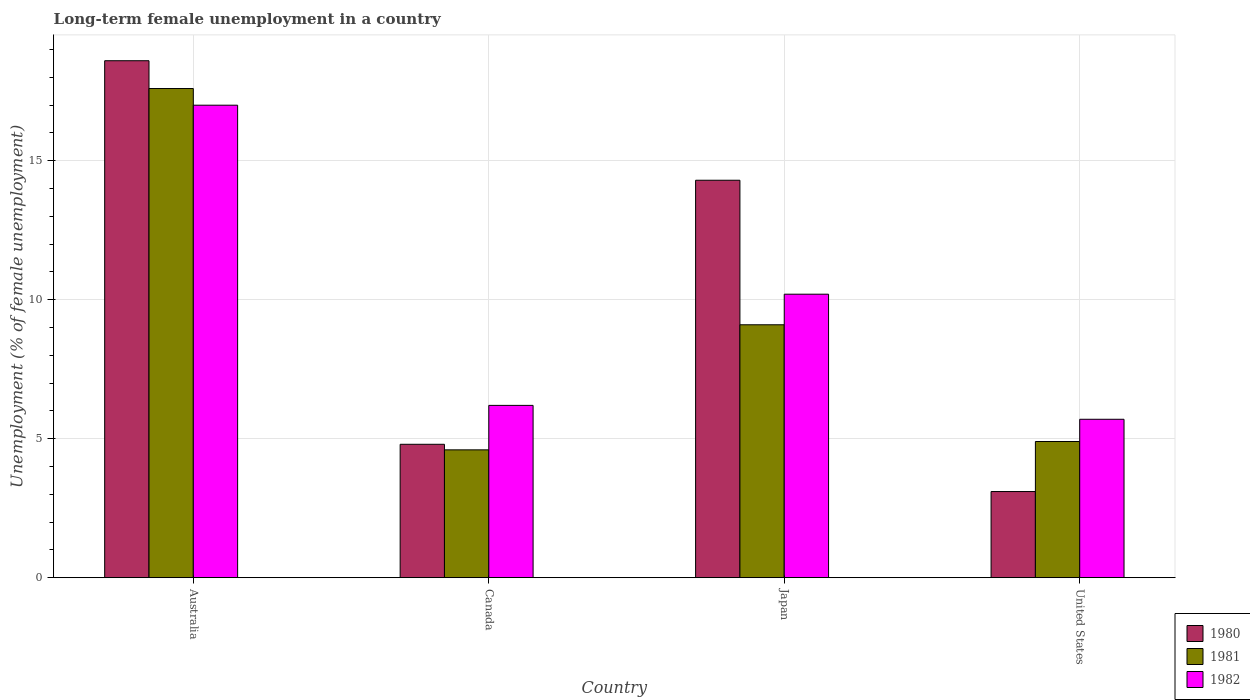 Long-term female unemployment in a country
Unemployment (% of female unemployment)
15
10
5
0
Australia
Canada
Japan
United States
Country
1980
1981
1982